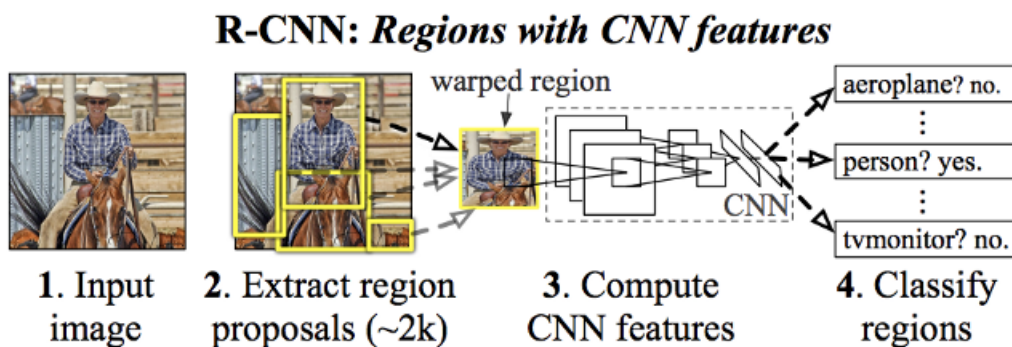 R-CNN: Regions with CNN features
warped region
aeroplane? no.
⋮
person? yes.
⋮
tvmonitor? no.
CNN
1. Input
image
2. Extract region
proposals (~2k)
3. Compute
CNN features
4. Classify
regions